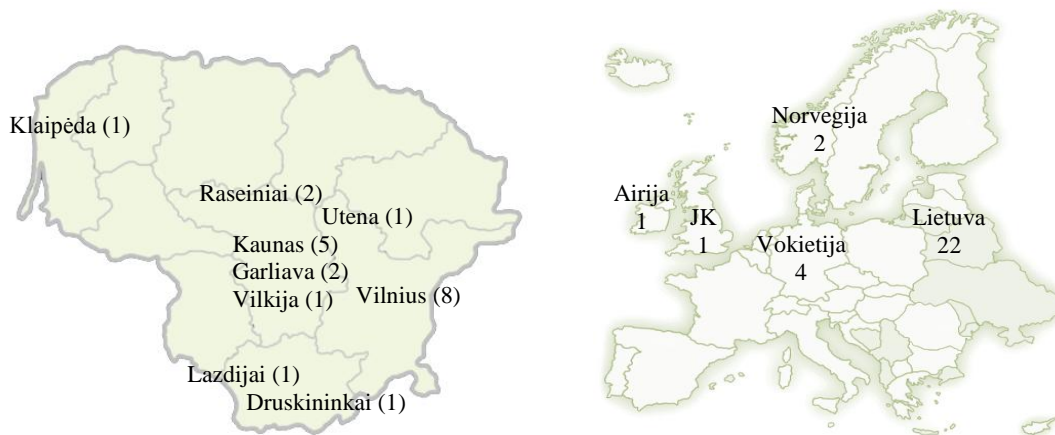 Klaipėda (1)
Raseiniai (2)
Utena (1)
Kaunas (5)
Garliava (2)
Vilkija (1)
Vilnius (8)
Lazdijai (1)
Druskininkai (1)
Norvegija
2
Airija
1
JK
1
Vokietija
4
Lietuva
22